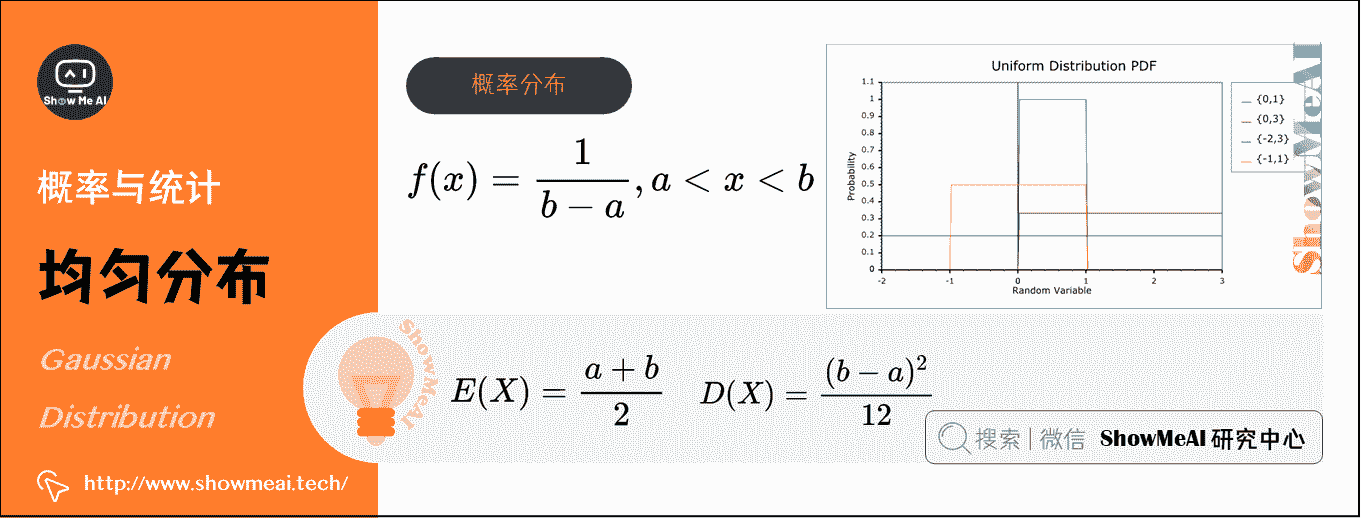 Show Me AI
概率与统计
均匀分布
Gaussian
Distribution
http://www.showmeai.tech/
概率分布
f(x) = \frac{1}{b-a}, a < x < b
Uniform Distribution PDF
Probability
1.1
1
0.9
0.8
0.7
0.6
0.5
0.4
0.3
0.2
0.1
0
-2
-1
0
1
2
3
Random Variable
{0,1}
{0,3}
{-2,3}
{-1,1}
ShowMeAI
ShowMeAI
E(X) = \frac{a+b}{2}
D(X) = \frac{(b-a)^2}{12}
搜索 | 微信 ShowMeAI 研究中心